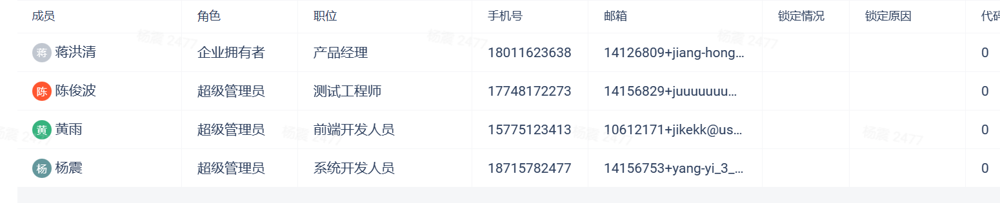 成员 角色 职位 手机号 邮箱 锁定情况 锁定原因 代码
蒋 蒋洪清 企业拥有者 产品经理 18011623638 14126809+jiang-hong... 0
陈 陈俊波 超级管理员 测试工程师 17748172273 14156829+juuuuuuu... 0
黄 黄雨 超级管理员 前端开发人员 15775123413 10612171+jikekk@us... 0
杨 杨震 超级管理员 系统开发人员 18715782477 14156753+yang-yi_3_... 0
杨震 2477
杨震 2477
杨震 2477
杨震 2477
杨震 2477
杨震 2477
杨震 2477